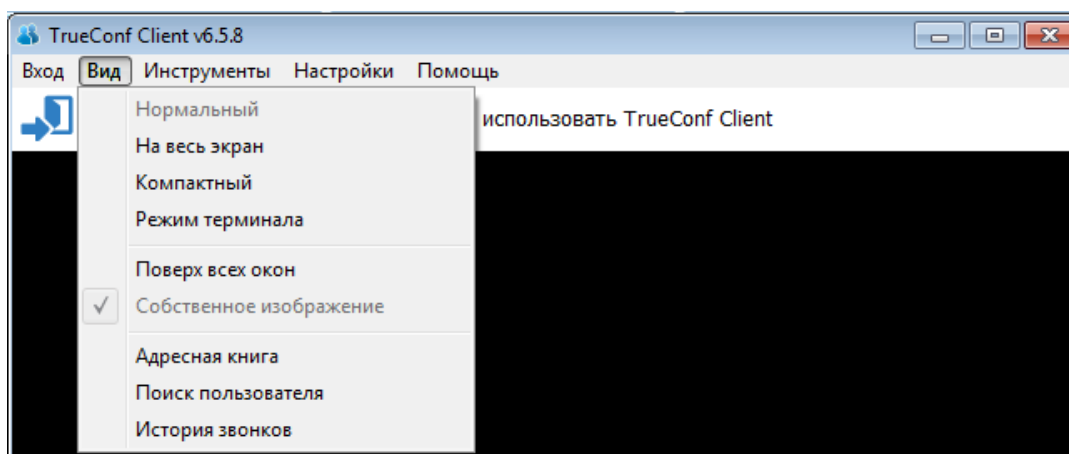 TrueConf Client v6.5.8
Вход Вид Инструменты Настройки Помощь
использовать TrueConf Client
Нормальный
На весь экран
Компактный
Режим терминала
Поверх всех окон
Собственное изображение
Адресная книга
Поиск пользователя
История звонков